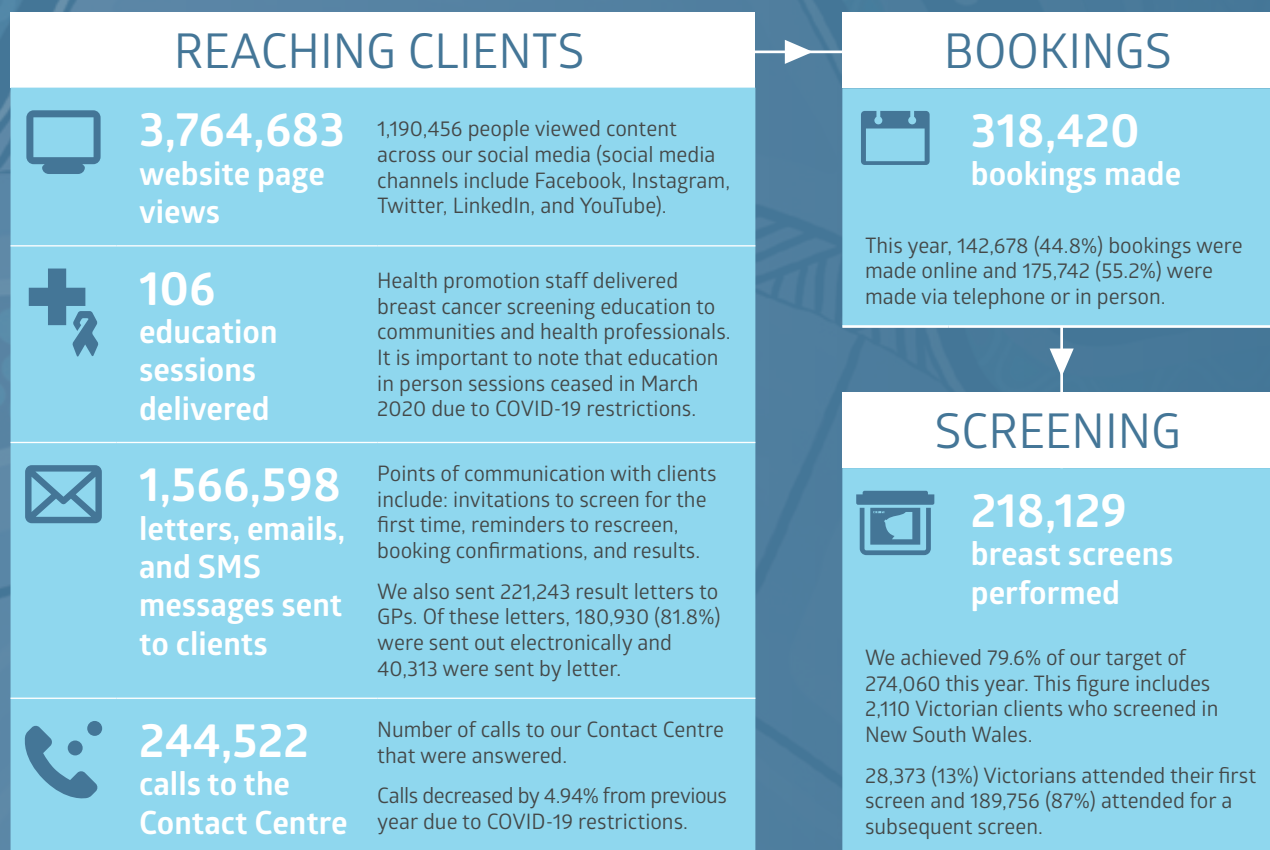 REACHING CLIENTS
3,764,683
website page
views
1,190,456 people viewed content
across our social media (social media
channels include Facebook, Instagram,
Twitter, LinkedIn, and YouTube).
106
education
sessions
delivered
Health promotion staff delivered
breast cancer screening education to
communities and health professionals.
It is important to note that education
in person sessions ceased in March
2020 due to COVID-19 restrictions.
1,566,598
letters, emails,
and SMS
messages sent
to clients
Points of communication with clients
include: invitations to screen for the
first time, reminders to rescreen,
booking confirmations, and results.
We also sent 221,243 result letters to
GPs. Of these letters, 180,930 (81.8%)
were sent out electronically and
40,313 were sent by letter.
244,522
calls to the
Contact Centre
Number of calls to our Contact Centre
that were answered.
Calls decreased by 4.94% from previous
year due to COVID-19 restrictions.
BOOKINGS
318,420
bookings made
This year, 142,678 (44.8%) bookings were
made online and 175,742 (55.2%) were
made via telephone or in person.
SCREENING
218,129
breast screens
performed
We achieved 79.6% of our target of
274,060 this year. This figure includes
2,110 Victorian clients who screened in
New South Wales.
28,373 (13%) Victorians attended their first
screen and 189,756 (87%) attended for a
subsequent screen.